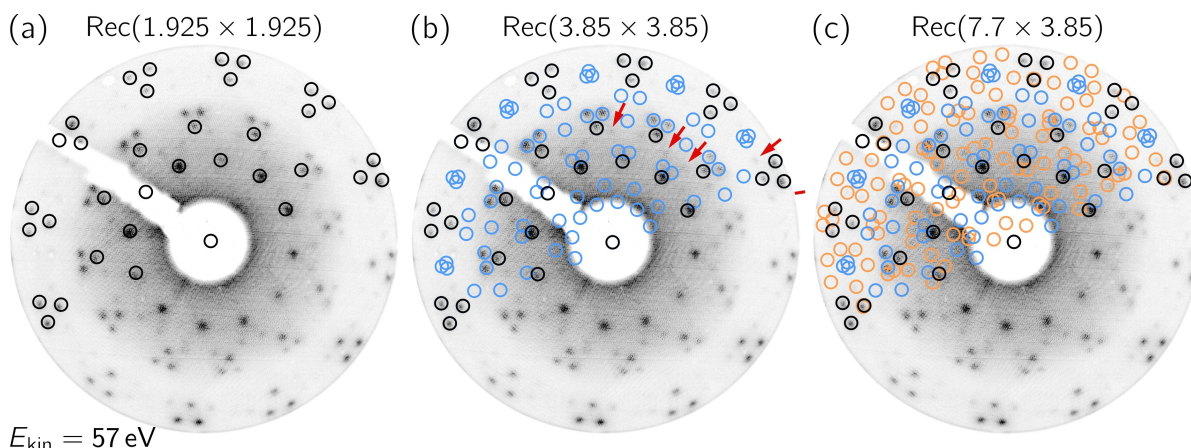 (a) Rec(1.925 × 1.925) (b) Rec(3.85 × 3.85) (c) Rec(7.7 × 3.85)
E_kin = 57 eV